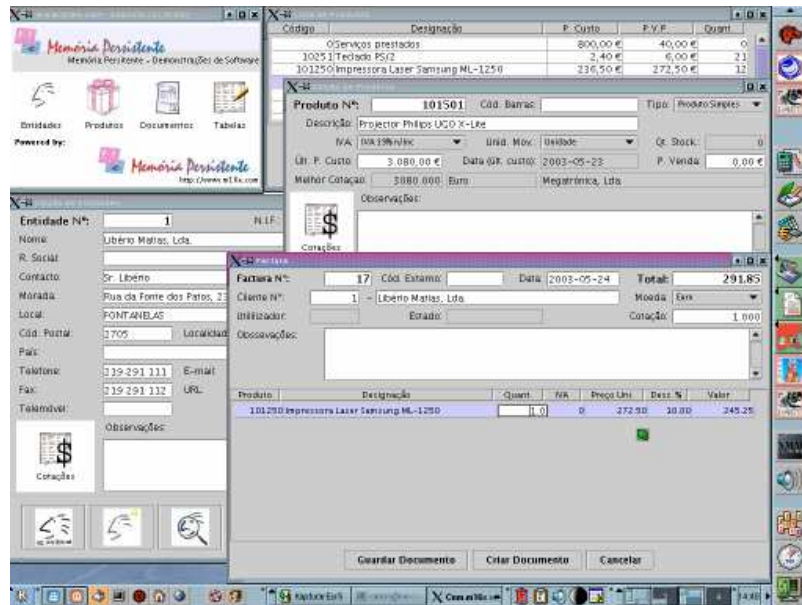 Memória Persistente
Memória Persistente - Demonstrações de Software
Entidades Produtos Documentos Tabelas
Powered by:
Memória Persistente
Código Designação P. Custo P.V.P. Quant.
0 Serviços prestados 800,00 € 40,00 € 0
10251 Teclado PS/2 2,40 € 6,00 € 21
101250 Impressora Laser Samsung ML-1250 236,50 € 272,50 € 12
Produto Nº: 101501 Cód. Barras: Tipo: Produto Simples
Descrição: Projector Philips UGO X-Lite
IVA: Unid. Mov.: Unidade Qt. Stock.: 0
Últ. P. Custo 3.080,00 € Data (últ. custo): 2003-05-23 P. Venda: 0,00 €
Melhor Cotação: 3080.000 Euro Megatrónica, Lda.
Observações:
Cotações
Entidade Nº: 1 N.I.F.
Nome: Libério Matias, Lda.
R. Social:
Contacto: Sr. Libério
Morada: Rua da Fonte dos Patos, 23
Local: FONTANELAS
Cód. Postal: 2705 Localidad
País:
Telefone: 219 291 111 E-mail:
Fax: 219 291 112 URL:
Telemóvel:
Observações:
Cotações
Factura
Factura Nº: 17 Cód. Externo: Data: 2003-05-24 Total: 291.85
Cliente Nº: 1 - Libério Matias, Lda. Moeda: Euro
Utilizador: Estado: Cotação: 1.000
Obssevações:
Produto Designação Quant. IVA Preço Uni. Desc. % Valor
101250 Impressora Laser Samsung ML-1250 1.0 0 272.50 10.00 245.25
Guardar Documento Criar Documento Cancelar